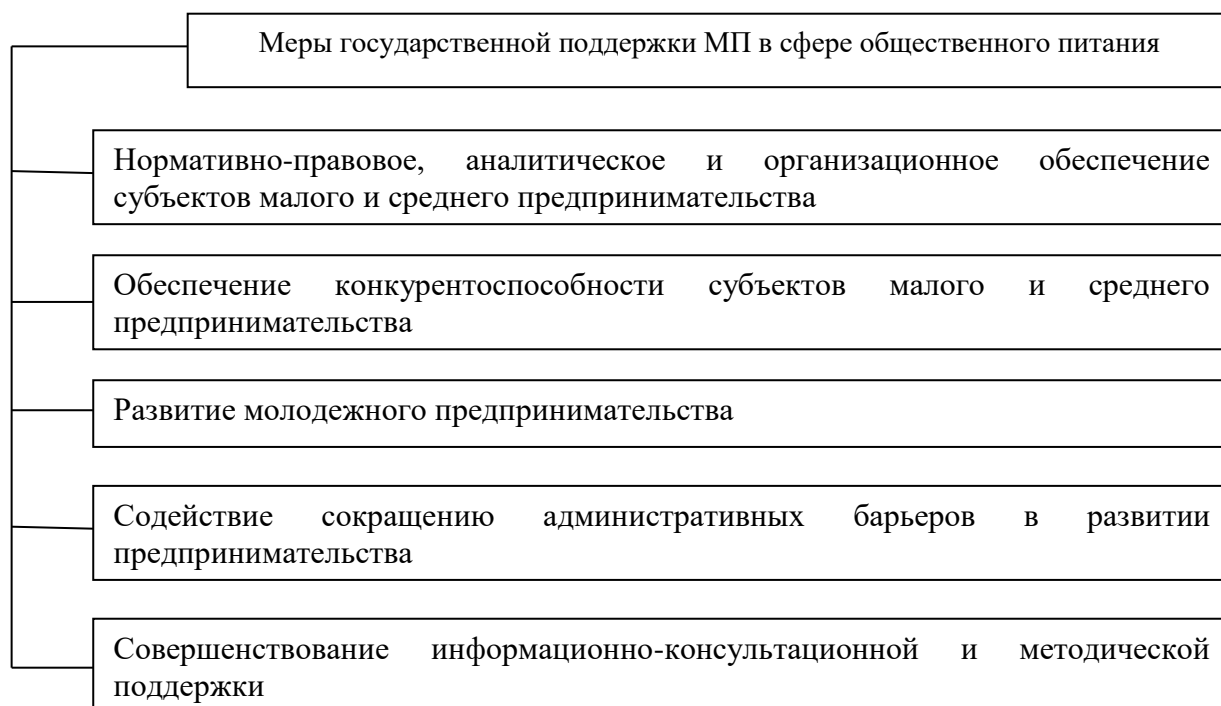 Меры государственной поддержки МП в сфере общественного питания
Нормативно-правовое, аналитическое и организационное обеспечение
субъектов малого и среднего предпринимательства
Обеспечение конкурентоспособности субъектов малого и среднего
предпринимательства
Развитие молодежного предпринимательства
Содействие сокращению административных барьеров в развитии
предпринимательства
Совершенствование информационно-консультационной и методической
поддержки